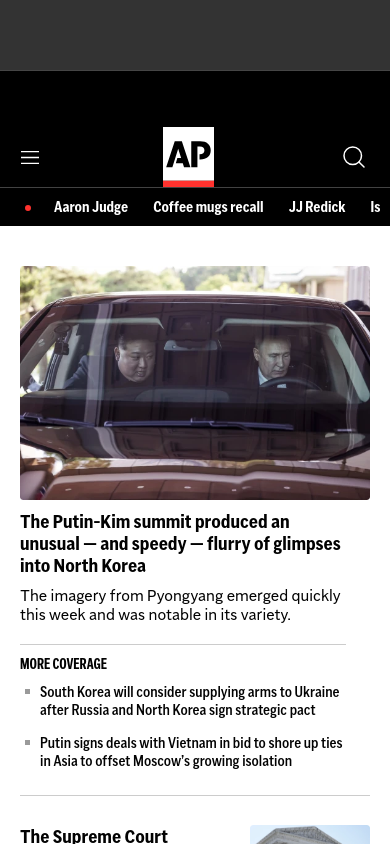 AP
Aaron Judge Coffee mugs recall JJ Redick Is
The Putin-Kim summit produced an
unusual — and speedy — flurry of glimpses
into North Korea
The imagery from Pyongyang emerged quickly
this week and was notable in its variety.
MORE COVERAGE
South Korea will consider supplying arms to Ukraine
after Russia and North Korea sign strategic pact
Putin signs deals with Vietnam in bid to shore up ties
in Asia to offset Moscow’s growing isolation
The Supreme Court